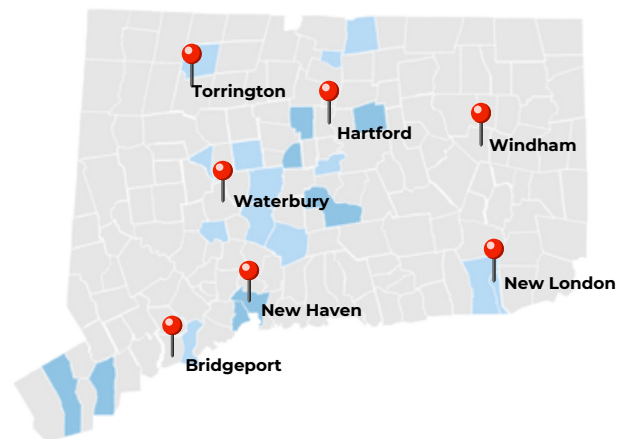 Torrington
Hartford
Windham
Waterbury
New London
New Haven
Bridgeport